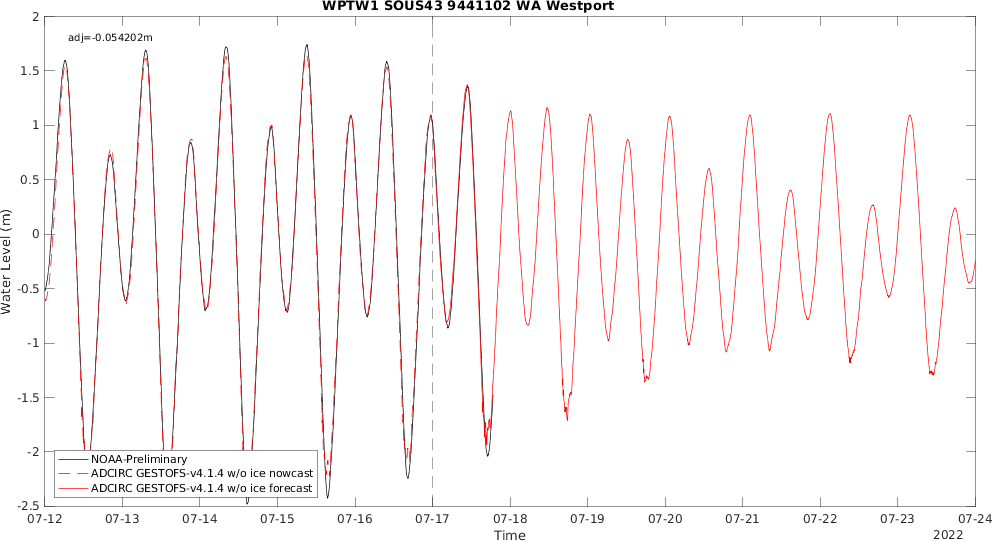 WPTW1 SOUS43 9441102 WA Westport
adj=-0.054202m
2
1.5
1
0.5
0
-0.5
-1
-1.5
-2
-2.5
Water Level (m)
NOAA-Preliminary
ADCIRC GESTOFS-v4.1.4 w/o ice nowcast
ADCIRC GESTOFS-v4.1.4 w/o ice forecast
07-12 07-13 07-14 07-15 07-16 07-17 07-18 07-19 07-20 07-21 07-22 07-23 07-24
Time
2022